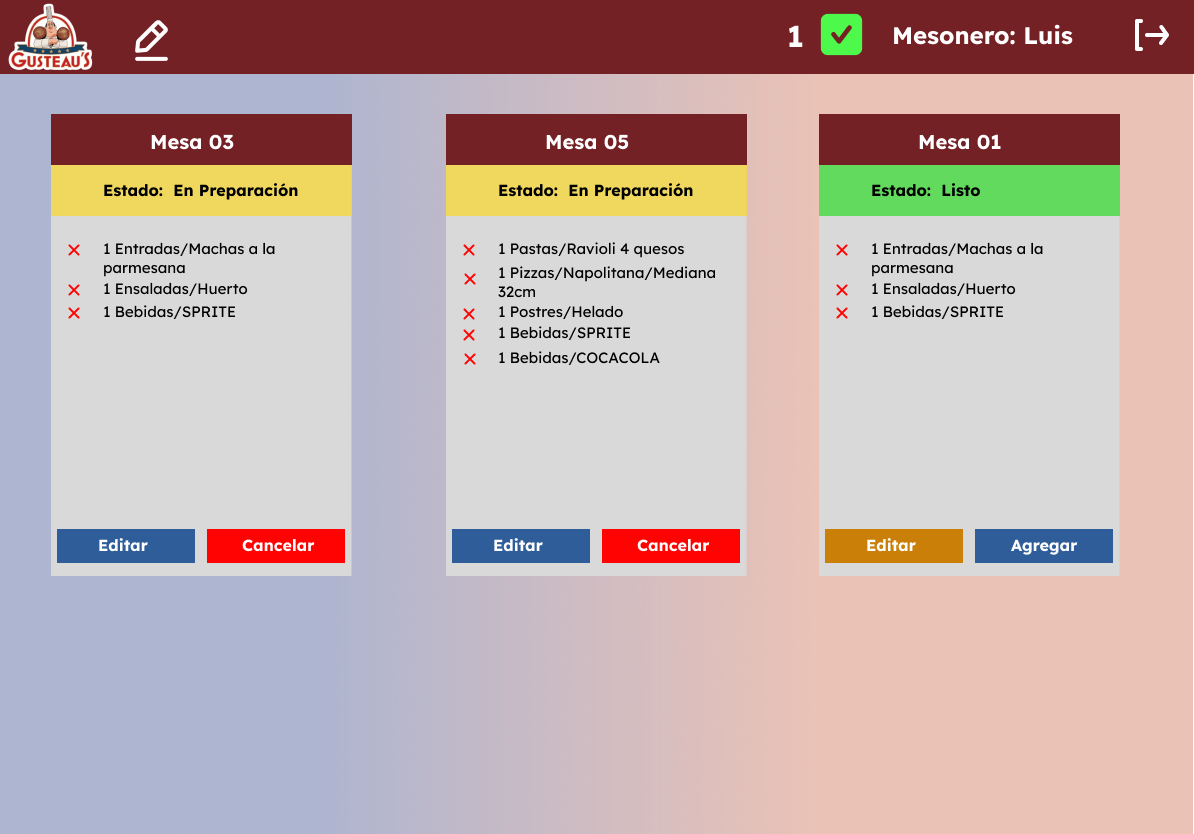 GUSTEAU'S
1
Mesonero: Luis
Mesa 03
Estado: En Preparación
1 Entradas/Machas a la
parmesana
1 Ensaladas/Huerto
1 Bebidas/SPRITE
Editar
Cancelar
Mesa 05
Estado: En Preparación
1 Pastas/Ravioli 4 quesos
1 Pizzas/Napolitana/Mediana
32cm
1 Postres/Helado
1 Bebidas/SPRITE
1 Bebidas/COCACOLA
Editar
Cancelar
Mesa 01
Estado: Listo
1 Entradas/Machas a la
parmesana
1 Ensaladas/Huerto
1 Bebidas/SPRITE
Editar
Agregar